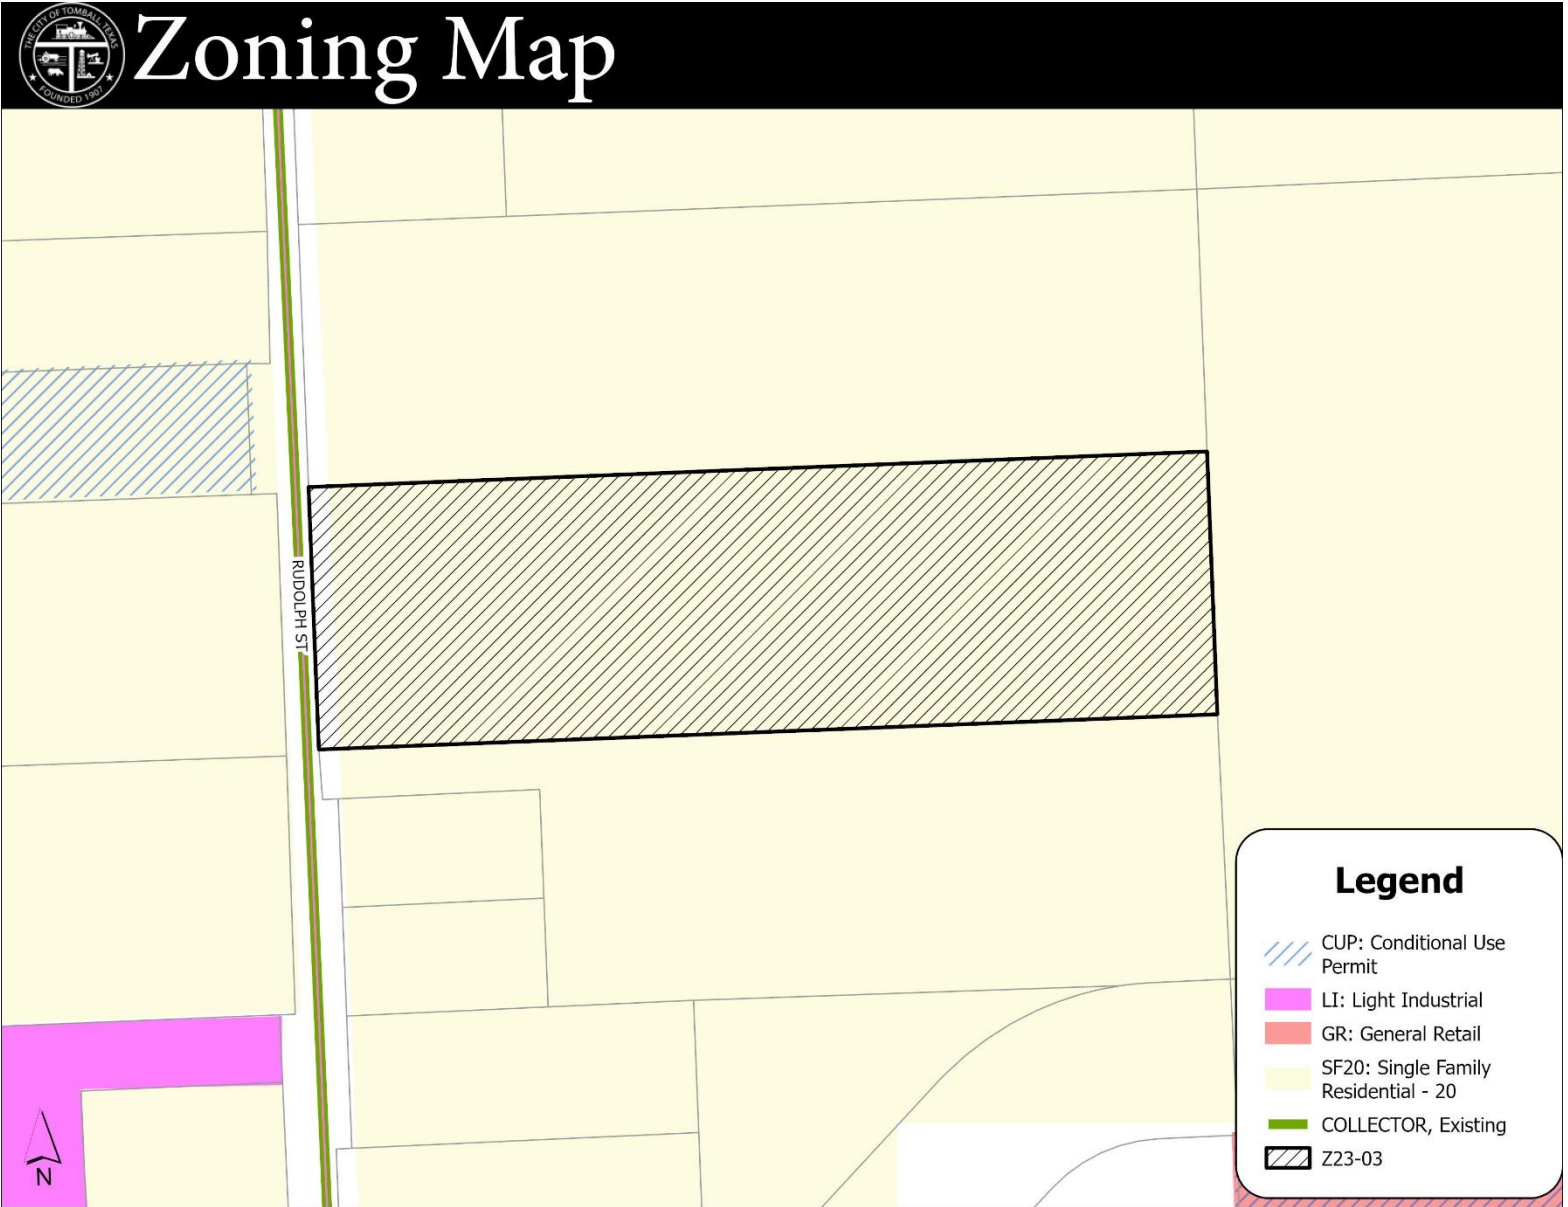 THE CITY OF TOMBALL, TEXAS
FOUNDED 1907
Zoning Map
RUDOLPH ST
Legend
CUP: Conditional Use
Permit
LI: Light Industrial
GR: General Retail
SF20: Single Family
Residential - 20
COLLECTOR, Existing
Z23-03
N